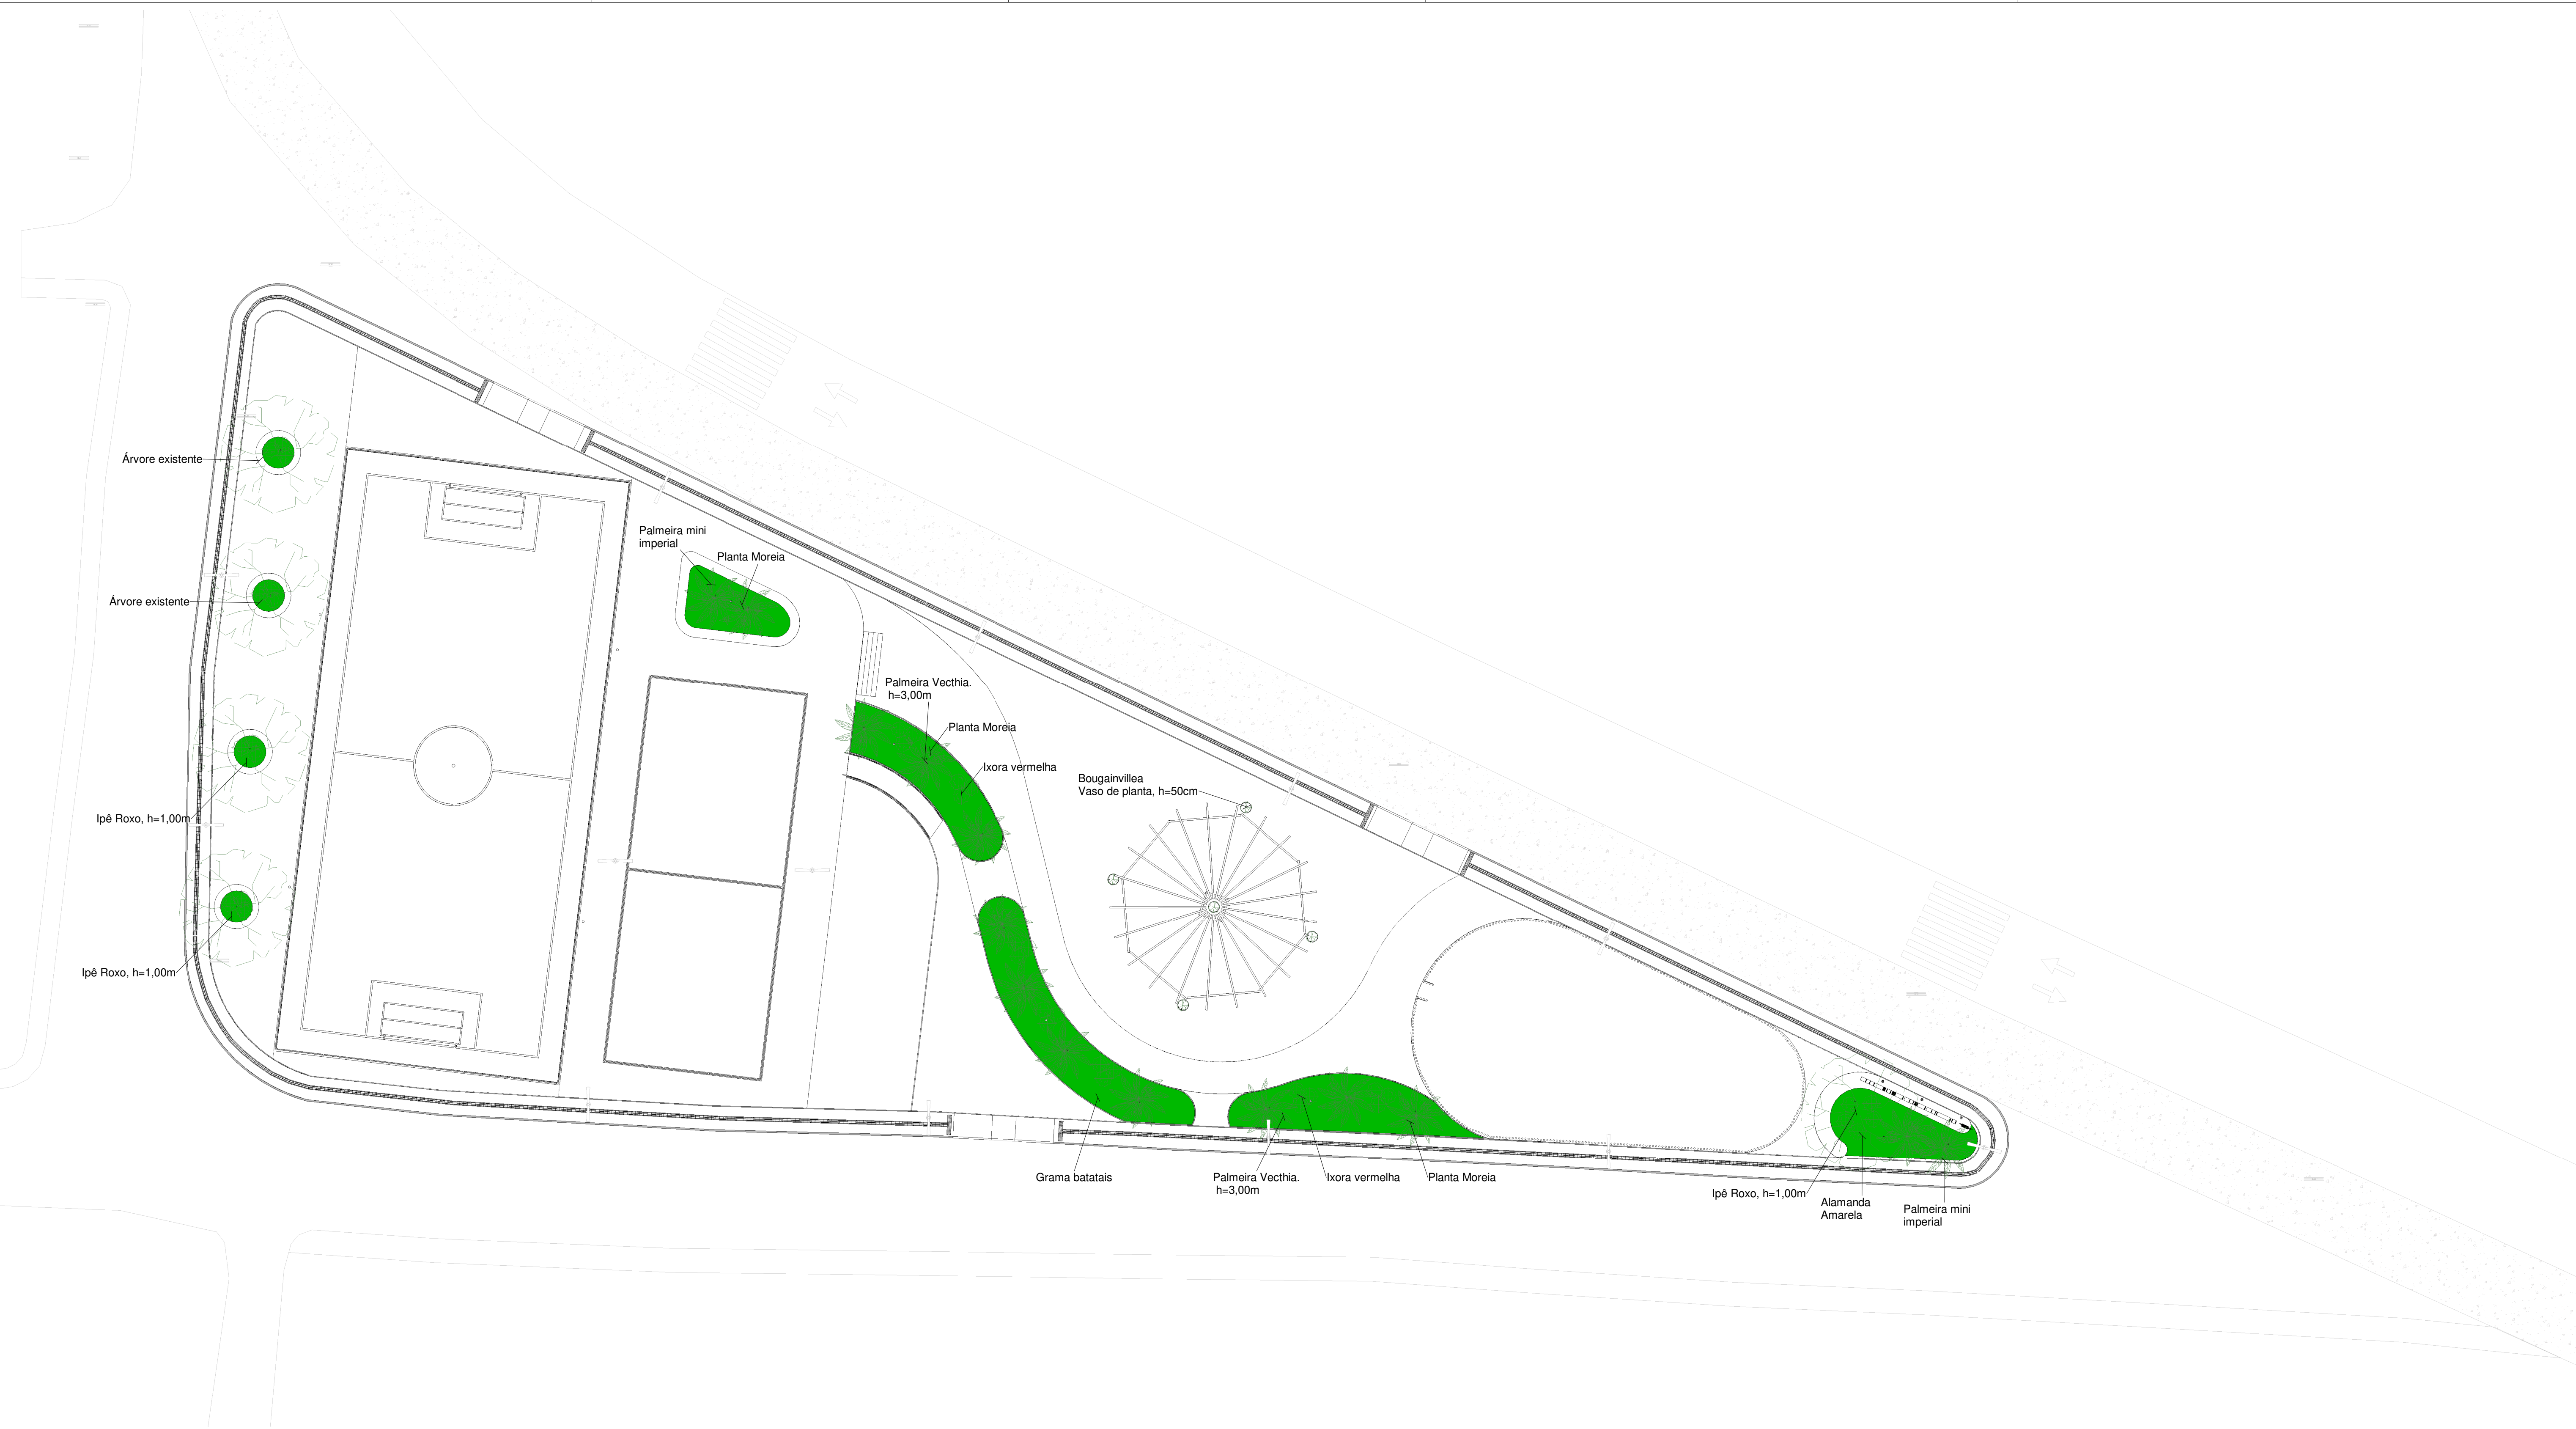 Árvore existente
Palmeira mini
imperial
Planta Moreia
Árvore existente
Palmeira Vecthia.
h=3,00m
Planta Moreia
Ixora vermelha
Bougainvillea
Vaso de planta, h=50cm
Ipê Roxo, h=1,00m
Ipê Roxo, h=1,00m
Grama batatais
Palmeira Vecthia.
h=3,00m
Ixora vermelha
Planta Moreia
Ipê Roxo, h=1,00m
Alamanda
Amarela
Palmeira mini
imperial